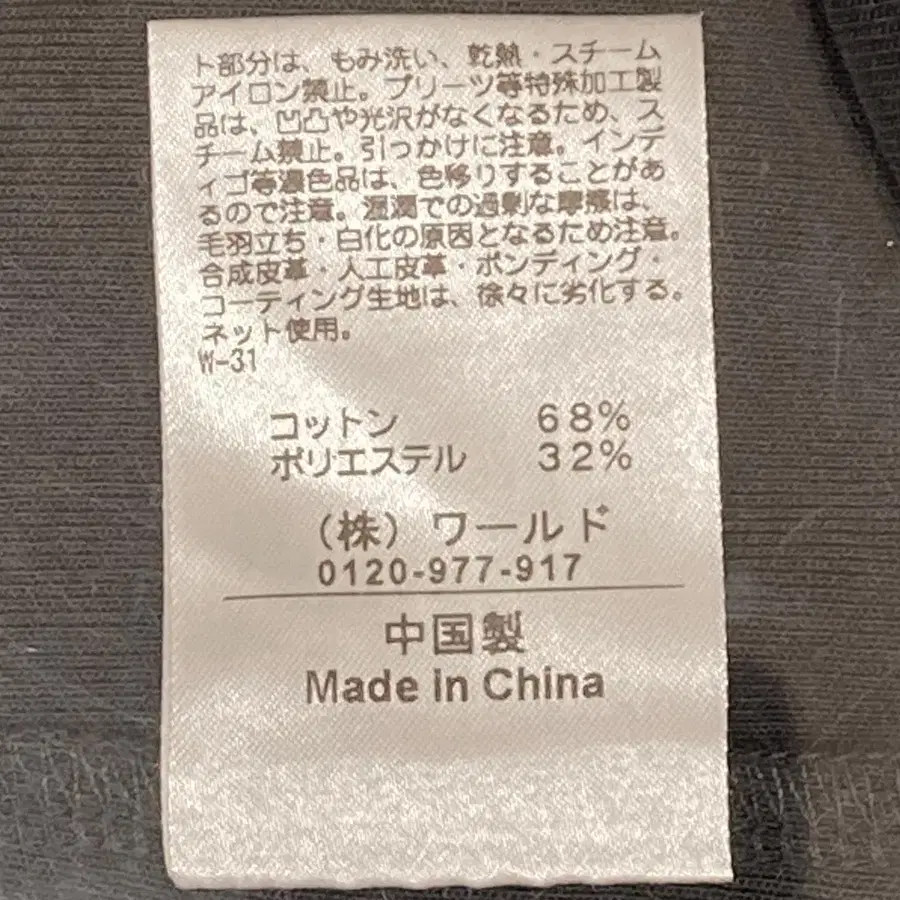 ト部分は、もみ洗い、乾熱・スチーム
アイロン禁止。プリーツ等特殊加工製
品は、凹凸や光沢がなくなるため、ス
チーム禁止。引っかけに注意。インデ
ィゴ等濃色品は、色移りすることがあ
るので注意。湿潤での過剰な摩擦は、
毛羽立ち・白化の原因となるため注意。
合成皮革・人工皮革・ボンディング・
コーティング生地は、徐々に劣化する。
ネット使用。
W-31
コットン 68%
ポリエステル 32%
(株) ワールド
0120-977-917
中国製
Made in China